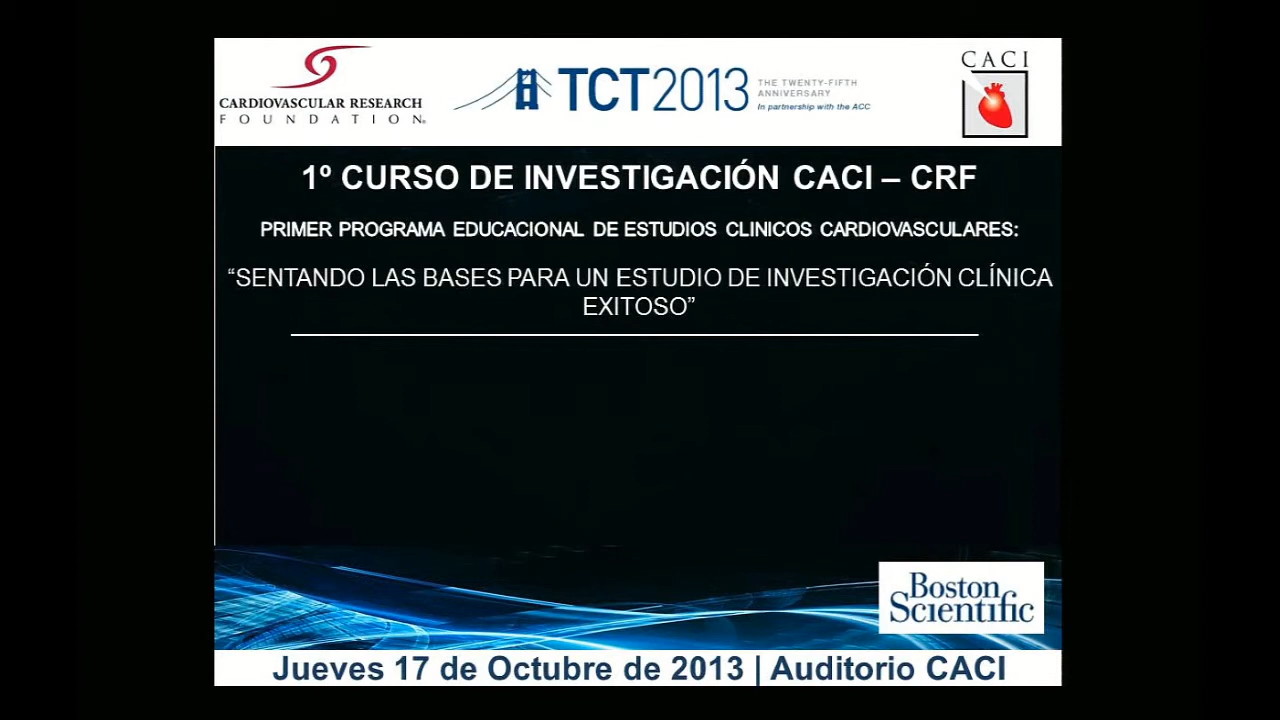 CARDIOVASCULAR RESEARCH
FOUNDATION®
TCT2013
THE TWENTY-FIFTH
ANNIVERSARY
In partnership with the ACC
CACI
1º CURSO DE INVESTIGACIÓN CACI – CRF
PRIMER PROGRAMA EDUCACIONAL DE ESTUDIOS CLINICOS CARDIOVASCULARES:
“SENTANDO LAS BASES PARA UN ESTUDIO DE INVESTIGACIÓN CLÍNICA
EXITOSO”
Boston
Scientific
Jueves 17 de Octubre de 2013 | Auditorio CACI